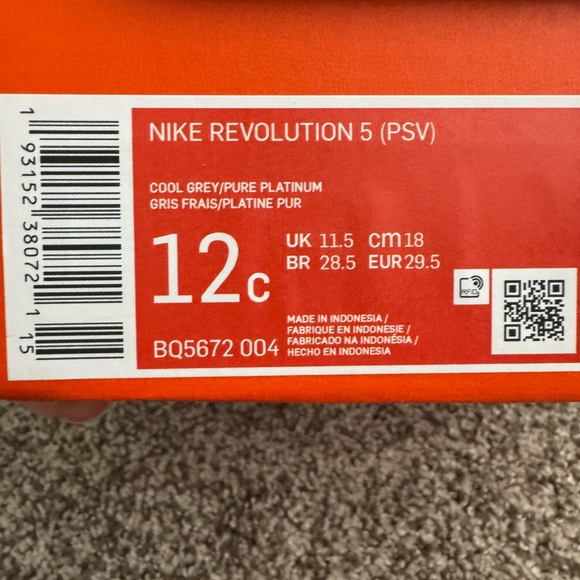 NIKE REVOLUTION 5 (PSV)
COOL GREY/PURE PLATINUM
GRIS FRAIS/PLATINE PUR
12C
UK 11.5 cm 18
BR 28.5 EUR 29.5
BQ5672 004
MADE IN INDONESIA /
FABRIQUE EN INDONESIE /
FABRICADO NA INDONÉSIA /
HECHO EN INDONESIA
RFID
1 93152 38072 1
15